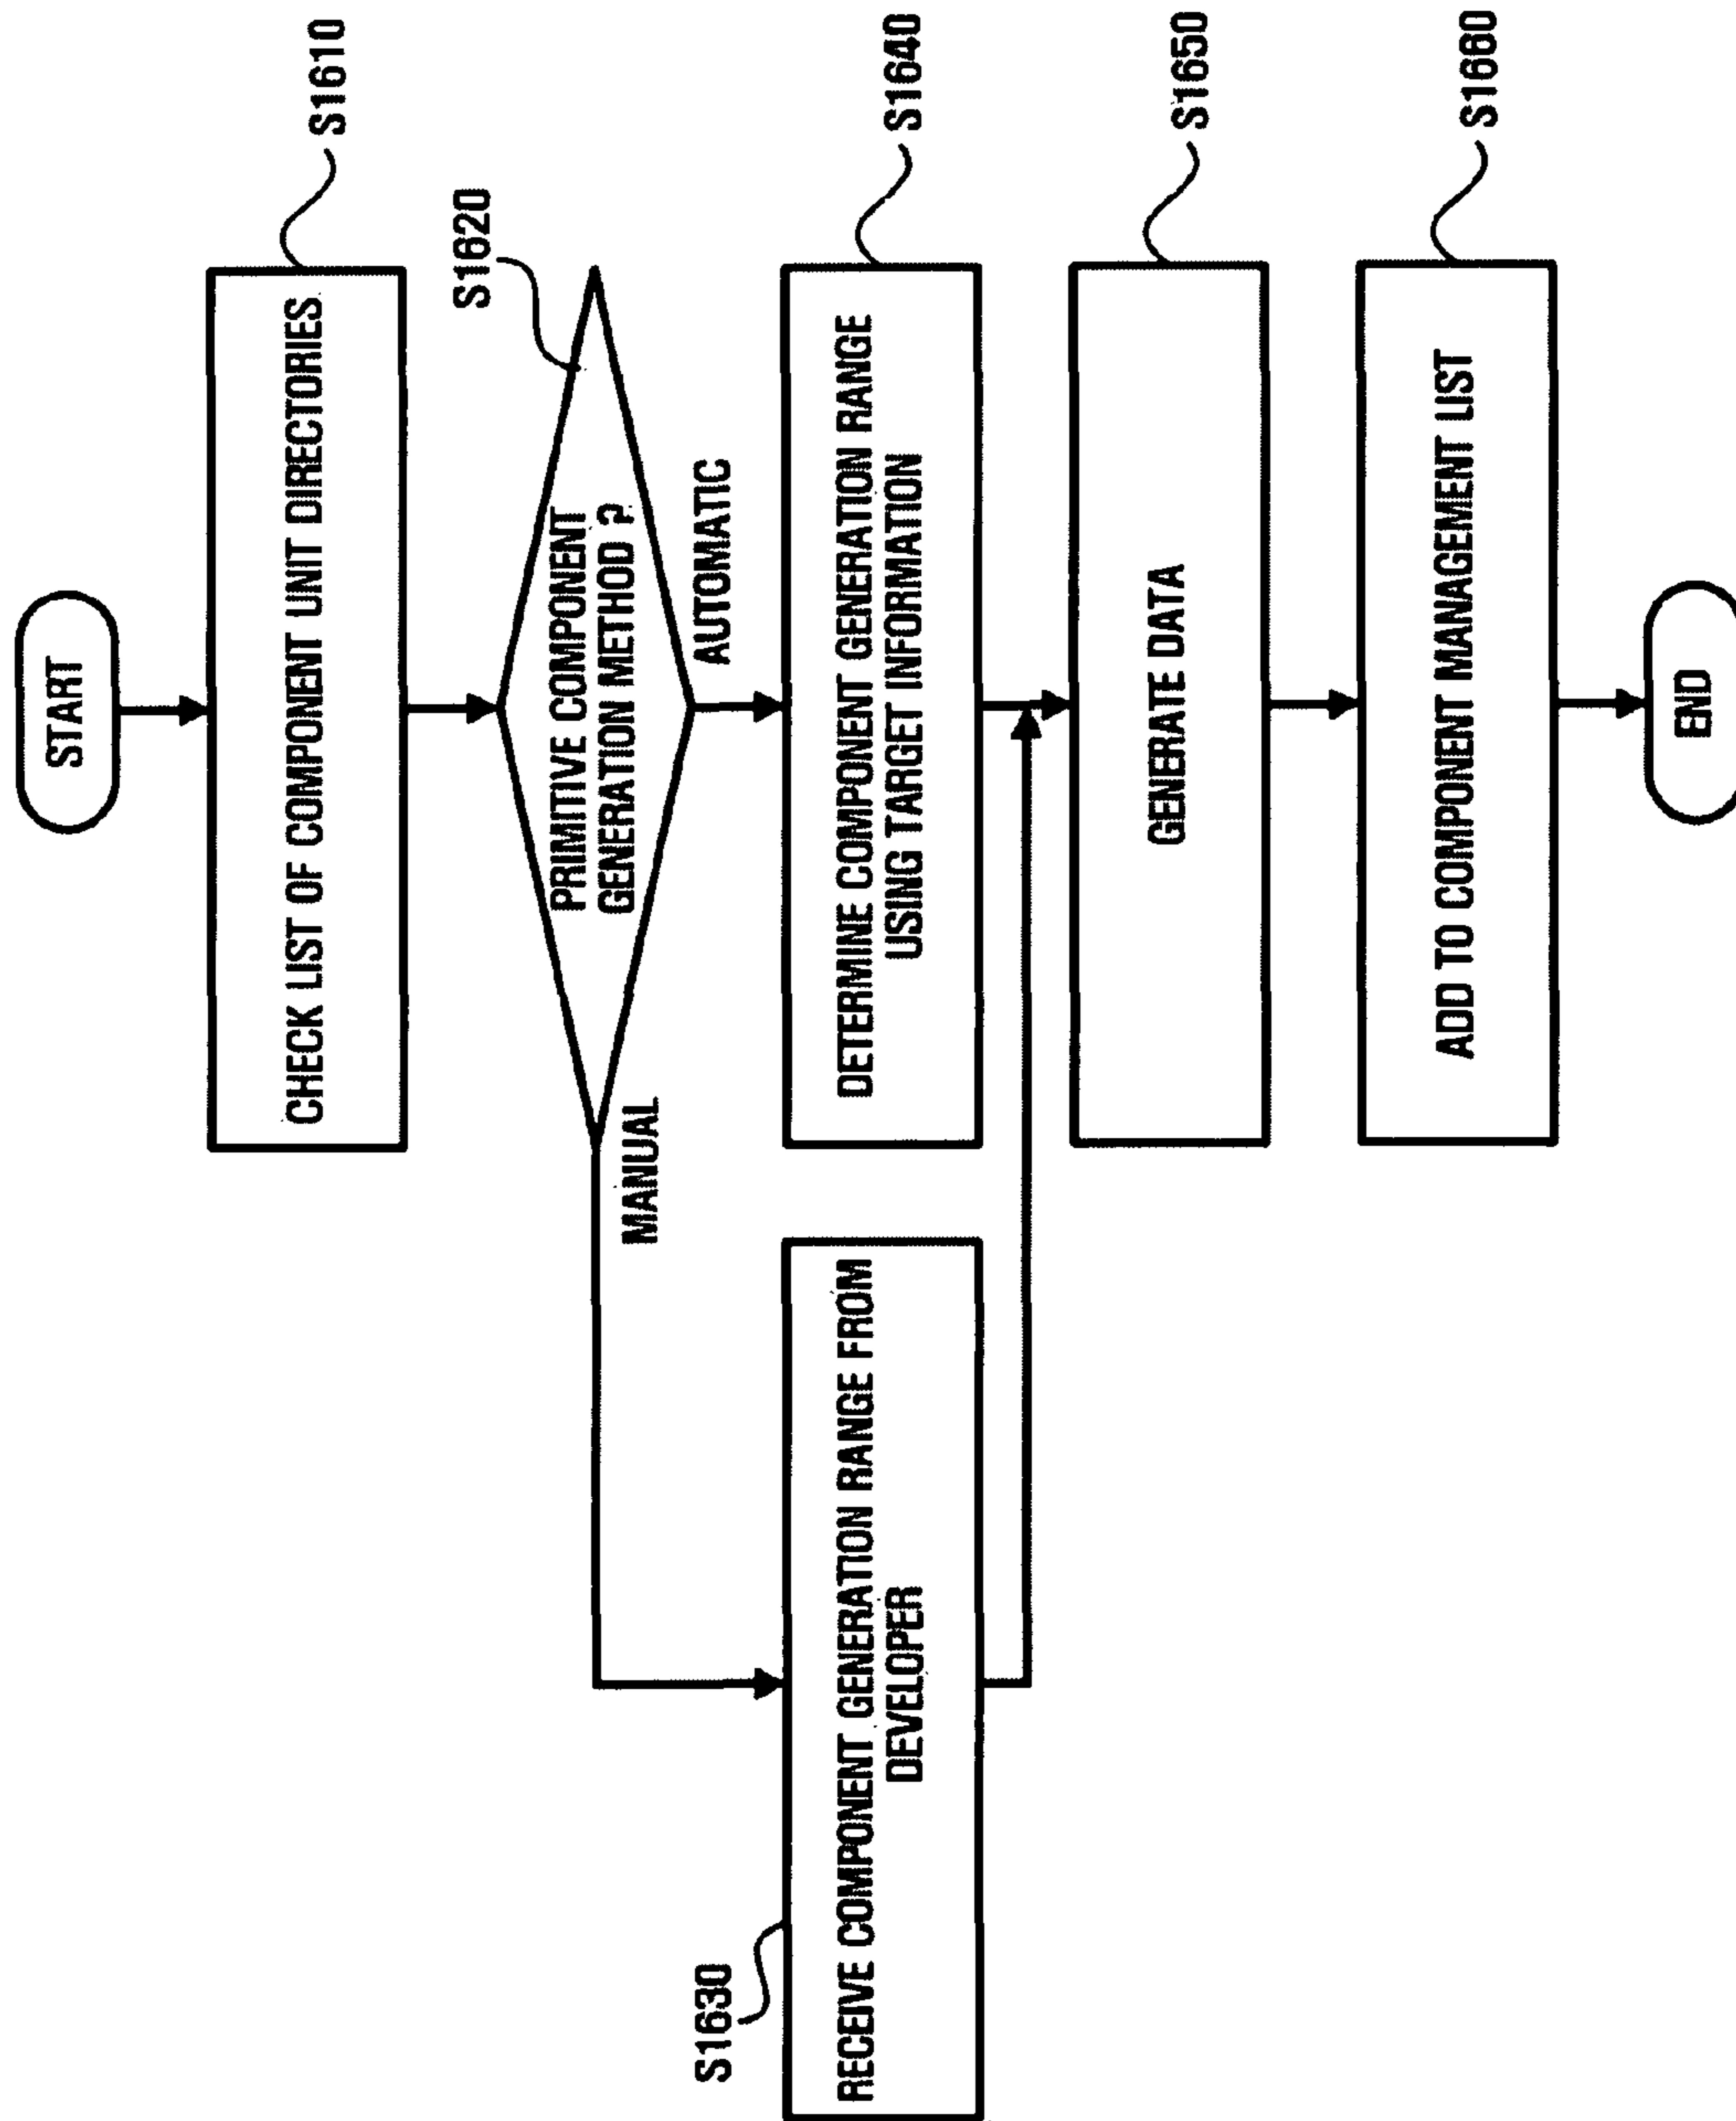 START
CHECK LIST OF COMPONENT UNIT DIRECTORIES
S1610
S1620
PRIMITIVE COMPONENT
GENERATION METHOD ?
MANUAL
AUTOMATIC
S1630
RECEIVE COMPONENT GENERATION RANGE FROM
DEVELOPER
DETERMINE COMPONENT GENERATION RANGE
USING TARGET INFORMATION
S1640
GENERATE DATA
S1650
ADD TO COMPONENT MANAGEMENT LIST
S1660
END